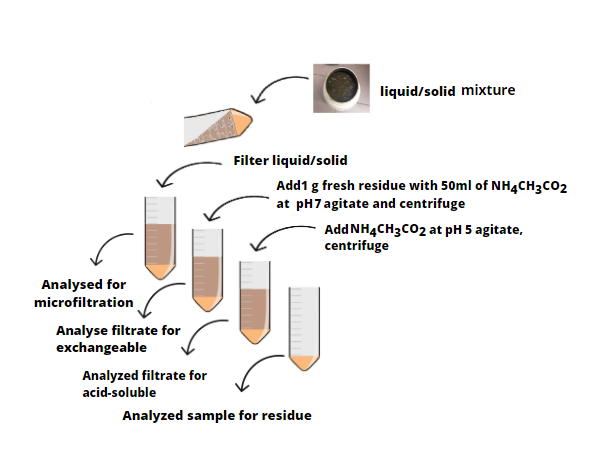 liquid/solid mixture
Filter liquid/solid
Add1 g fresh residue with 50ml of NH4CH3CO2
at pH7 agitate and centrifuge
AddNH4CH3CO2 at pH 5 agitate,
centrifuge
Analysed for
microfiltration
Analyse filtrate for
exchangeable
Analyzed filtrate for
acid-soluble
Analyzed sample for residue